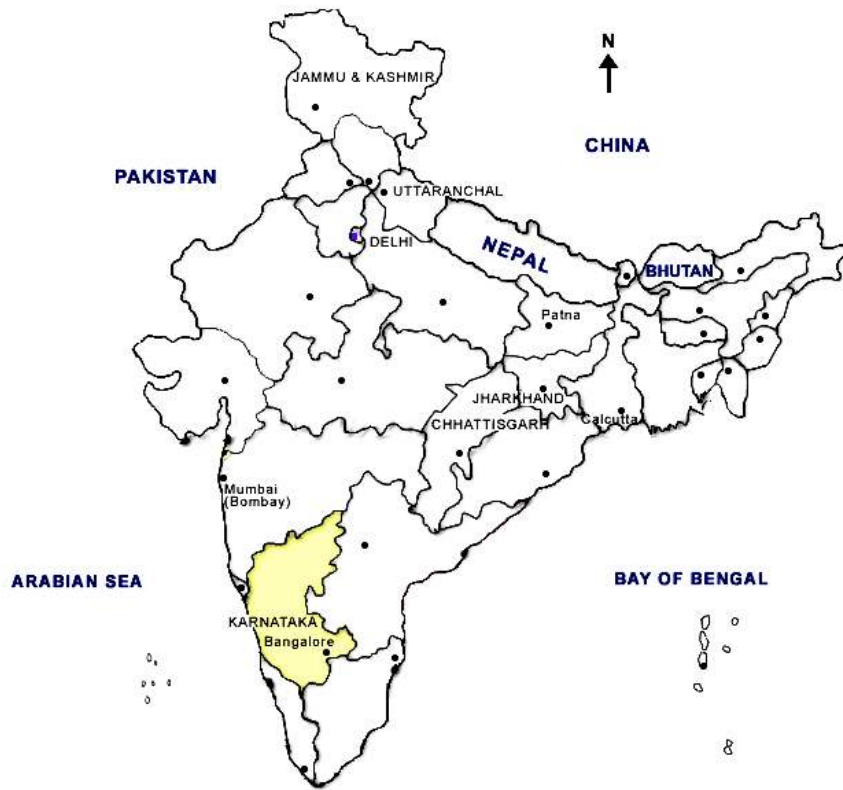 N
JAMMU & KASHMIR
CHINA
PAKISTAN
UTTARANCHAL
DELHI
NEPAL
BHUTAN
Patna
JHARKHAND
CHHATTISGARH
Calcutta
Mumbai
(Bombay)
ARABIAN SEA
BAY OF BENGAL
KARNATAKA
Bangalore